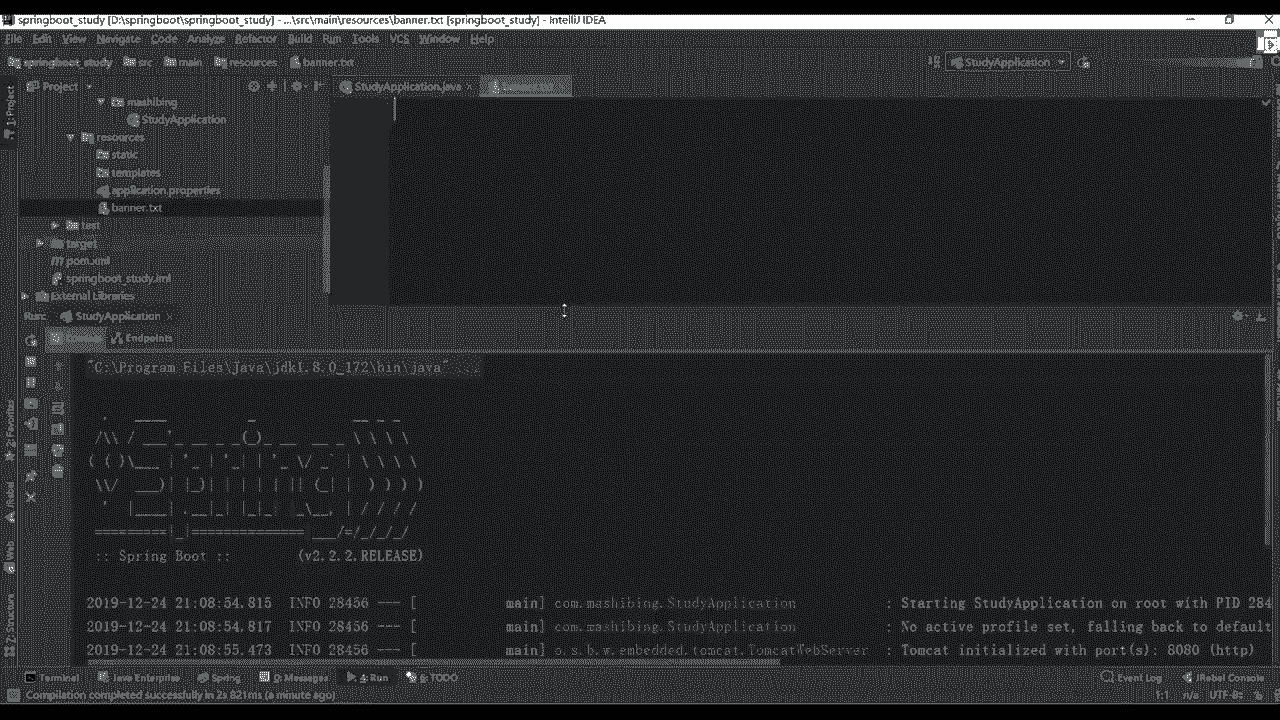 springboot_study [D:\springboot\springboot_study] - ...\src\main\resources\banner.txt [springboot_study] - IntelliJ IDEA
File Edit View Navigate Code Analyze Refactor Build Run Tools VCS Window Help
springboot_study src main resources banner.txt StudyApplication
1: Project
Project
StudyApplication.java
mashibing
StudyApplication
resources
static
templates
application.properties
banner.txt
test
target
pom.xml
springboot_study.iml
External Libraries
Run: StudyApplication
Console Endpoints
"C:\Program Files\Java\jdk1.8.0_172\bin\java" ...
:: Spring Boot :: (v2.2.2.RELEASE)
2019-12-24 21:08:54.815 INFO 28456 --- [ main] com.mashibing.StudyApplication : Starting StudyApplication on root with PID 284
2019-12-24 21:08:54.817 INFO 28456 --- [ main] com.mashibing.StudyApplication : No active profile set, falling back to default
2019-12-24 21:08:55.473 INFO 28456 --- [ main] o.s.b.w.embedded.tomcat.TomcatWebServer : Tomcat initialized with port(s): 8080 (http)
2: Favorites
JRebel
Web
Z: Structure
Terminal Java Enterprise Spring 0: Messages 4: Run 6: TODO Event Log JRebel Console
Compilation completed successfully in 2s 821ms (a minute ago) 1:1 n/a UTF-8